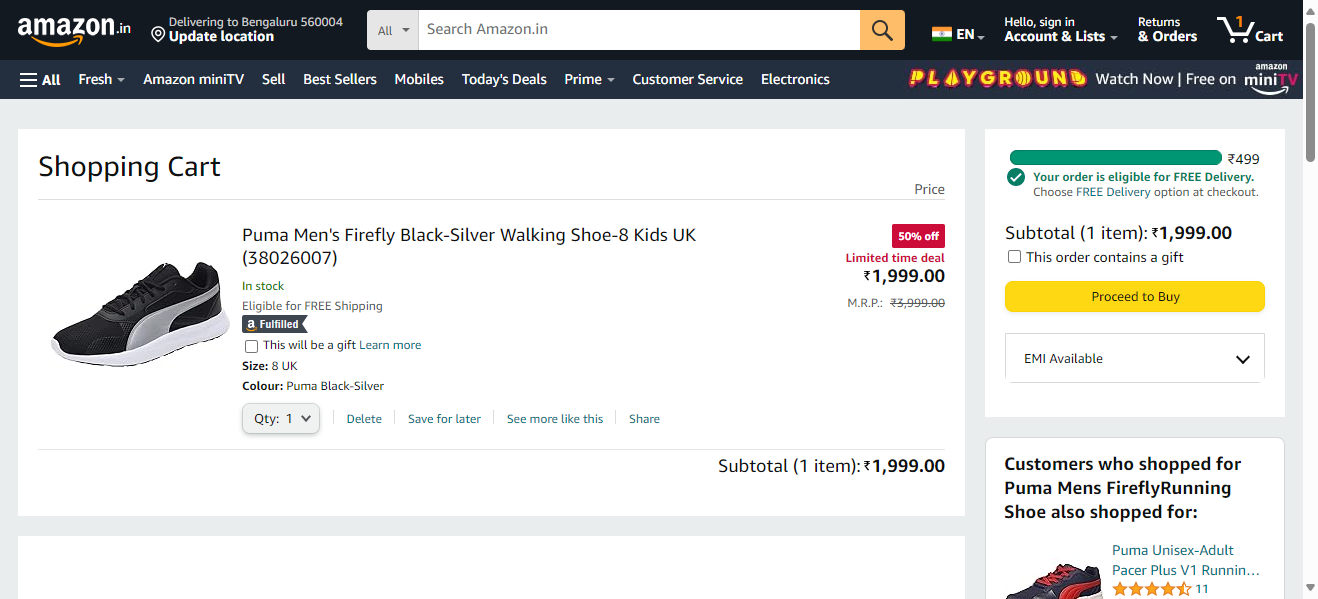 amazon.in
Delivering to Bengaluru 560004
Update location
All
Search Amazon.in
EN
Hello, sign in
Account & Lists
Returns
& Orders
1
Cart
All
Fresh
Amazon miniTV
Sell
Best Sellers
Mobiles
Today's Deals
Prime
Customer Service
Electronics
PLAYGROUND
Watch Now | Free on
amazon
miniTV
Shopping Cart
Price
Puma Men's Firefly Black-Silver Walking Shoe-8 Kids UK
(38026007)
In stock
Eligible for FREE Shipping
a Fulfilled
This will be a gift Learn more
Size: 8 UK
Colour: Puma Black-Silver
Qty: 1
Delete
Save for later
See more like this
Share
50% off
Limited time deal
₹1,999.00
M.R.P.: ₹3,999.00
Subtotal (1 item): ₹1,999.00
₹499
Your order is eligible for FREE Delivery.
Choose FREE Delivery option at checkout.
Subtotal (1 item): ₹1,999.00
This order contains a gift
Proceed to Buy
EMI Available
Customers who shopped for
Puma Mens FireflyRunning
Shoe also shopped for:
Puma Unisex-Adult
Pacer Plus V1 Runnin…
11